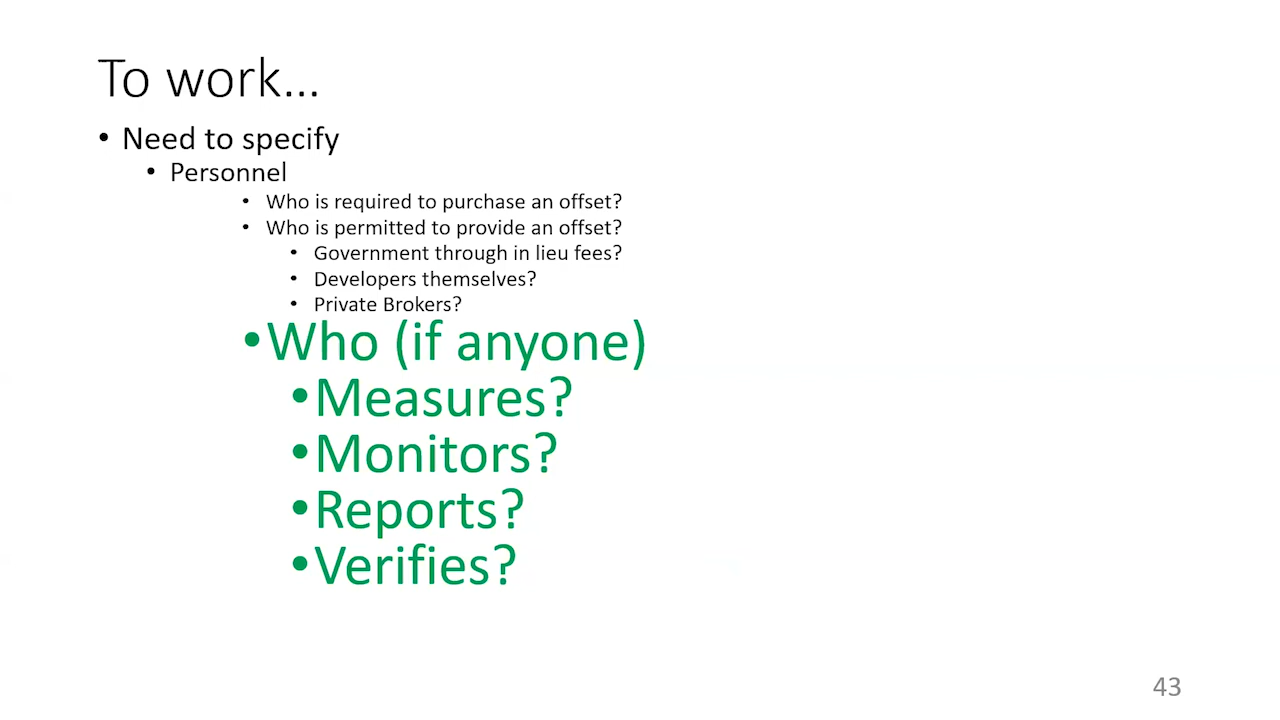 To work...
• Need to specify
• Personnel
• Who is required to purchase an offset?
• Who is permitted to provide an offset?
• Government through in lieu fees?
• Developers themselves?
• Private Brokers?
• Who (if anyone)
• Measures?
• Monitors?
• Reports?
• Verifies?
43